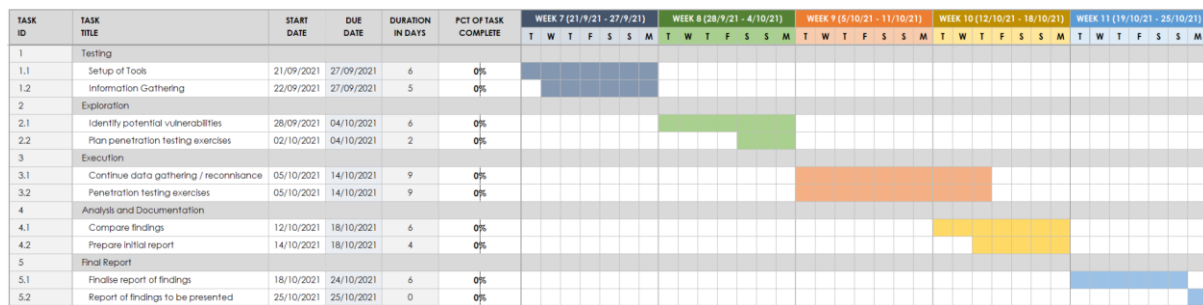 TASK ID TASK TITLE START DATE DUE DATE DURATION IN DAYS PCT OF TASK COMPLETE WEEK 7 (21/9/21 - 27/9/21) WEEK 8 (28/9/21 - 4/10/21) WEEK 9 (5/10/21 - 11/10/21) WEEK 10 (12/10/21 - 18/10/21) WEEK 11 (19/10/21 - 25/10/21)
T W T F S S M T W T F S S M T W T F S S M T W T F S S M T W T F S S M
1 Testing
1.1 Setup of Tools 21/09/2021 27/09/2021 6 0%
1.2 Information Gathering 22/09/2021 27/09/2021 5 0%
2 Exploration
2.1 Identify potential vulnerabilities 28/09/2021 04/10/2021 6 0%
2.2 Plan penetration testing exercises 02/10/2021 04/10/2021 2 0%
3 Execution
3.1 Continue data gathering / reconnisance 05/10/2021 14/10/2021 9 0%
3.2 Penetration testing exercises 05/10/2021 14/10/2021 9 0%
4 Analysis and Documentation
4.1 Compare findings 12/10/2021 18/10/2021 6 0%
4.2 Prepare initial report 14/10/2021 18/10/2021 4 0%
5 Final Report
5.1 Finalise report of findings 18/10/2021 24/10/2021 6 0%
5.2 Report of findings to be presented 25/10/2021 25/10/2021 0 0%